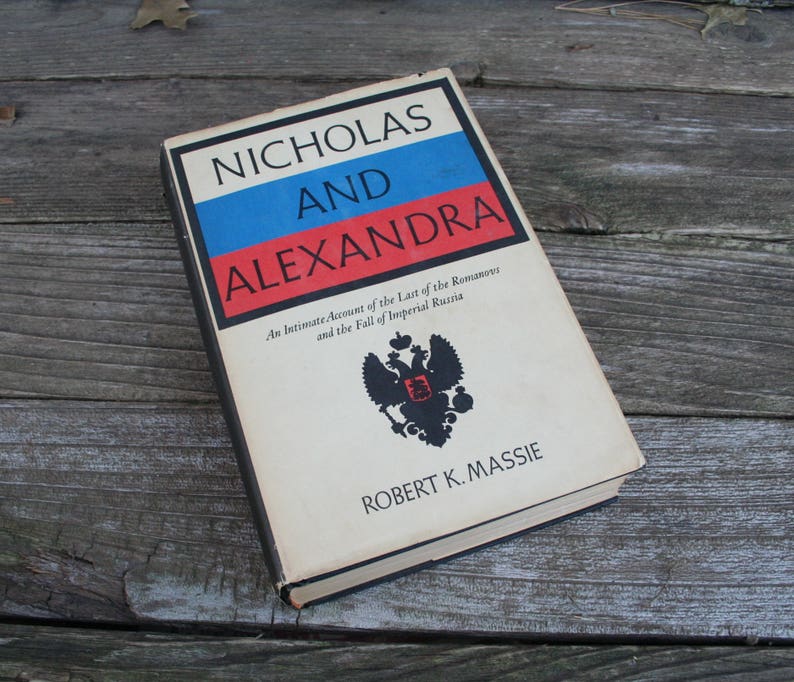 NICHOLAS
AND
ALEXANDRA
An Intimate Account of the Last of the Romanovs
and the Fall of Imperial Russia
ROBERT K. MASSIE